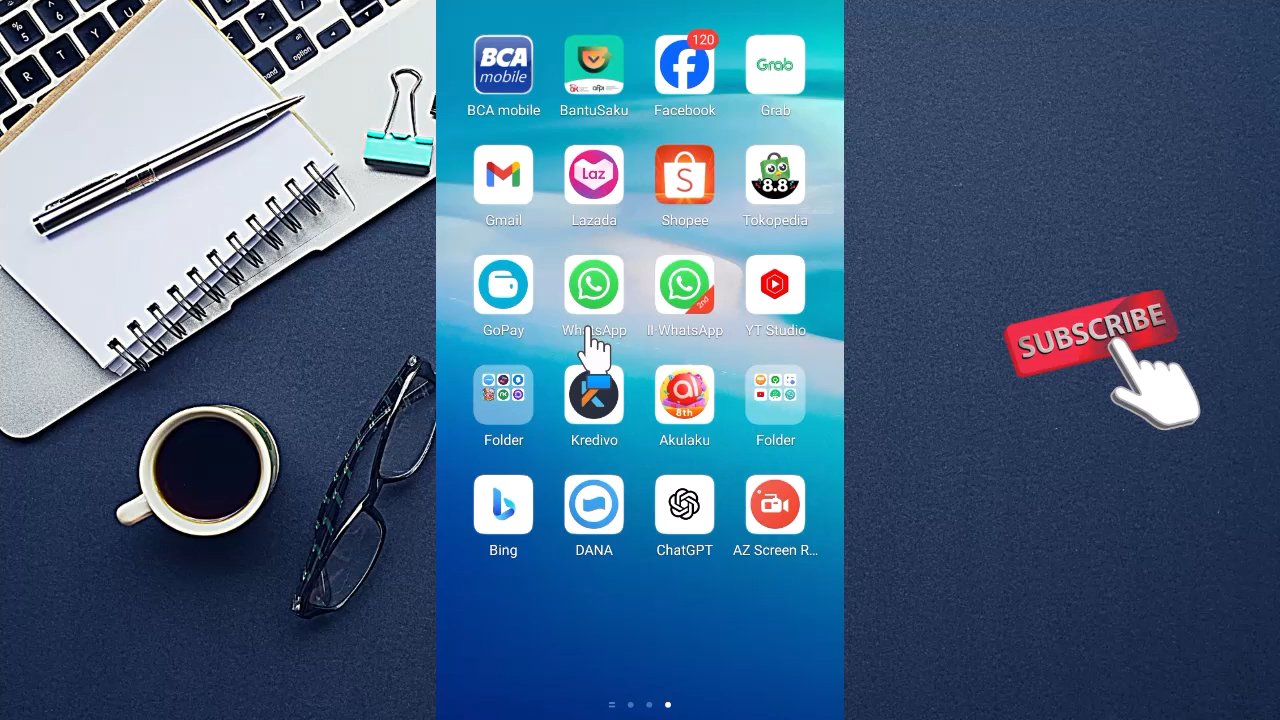 BCA
mobile
120
Grab
BCA mobile
BantuSaku
Facebook
Grab
Laz
S
8.8
Gmail
Lazada
Shopee
Tokopedia
2nd
GoPay
WhatsApp
II·WhatsApp
YT Studio
SUBSCRIBE
8th
Folder
Kredivo
Akulaku
Folder
Bing
DANA
ChatGPT
AZ Screen R...